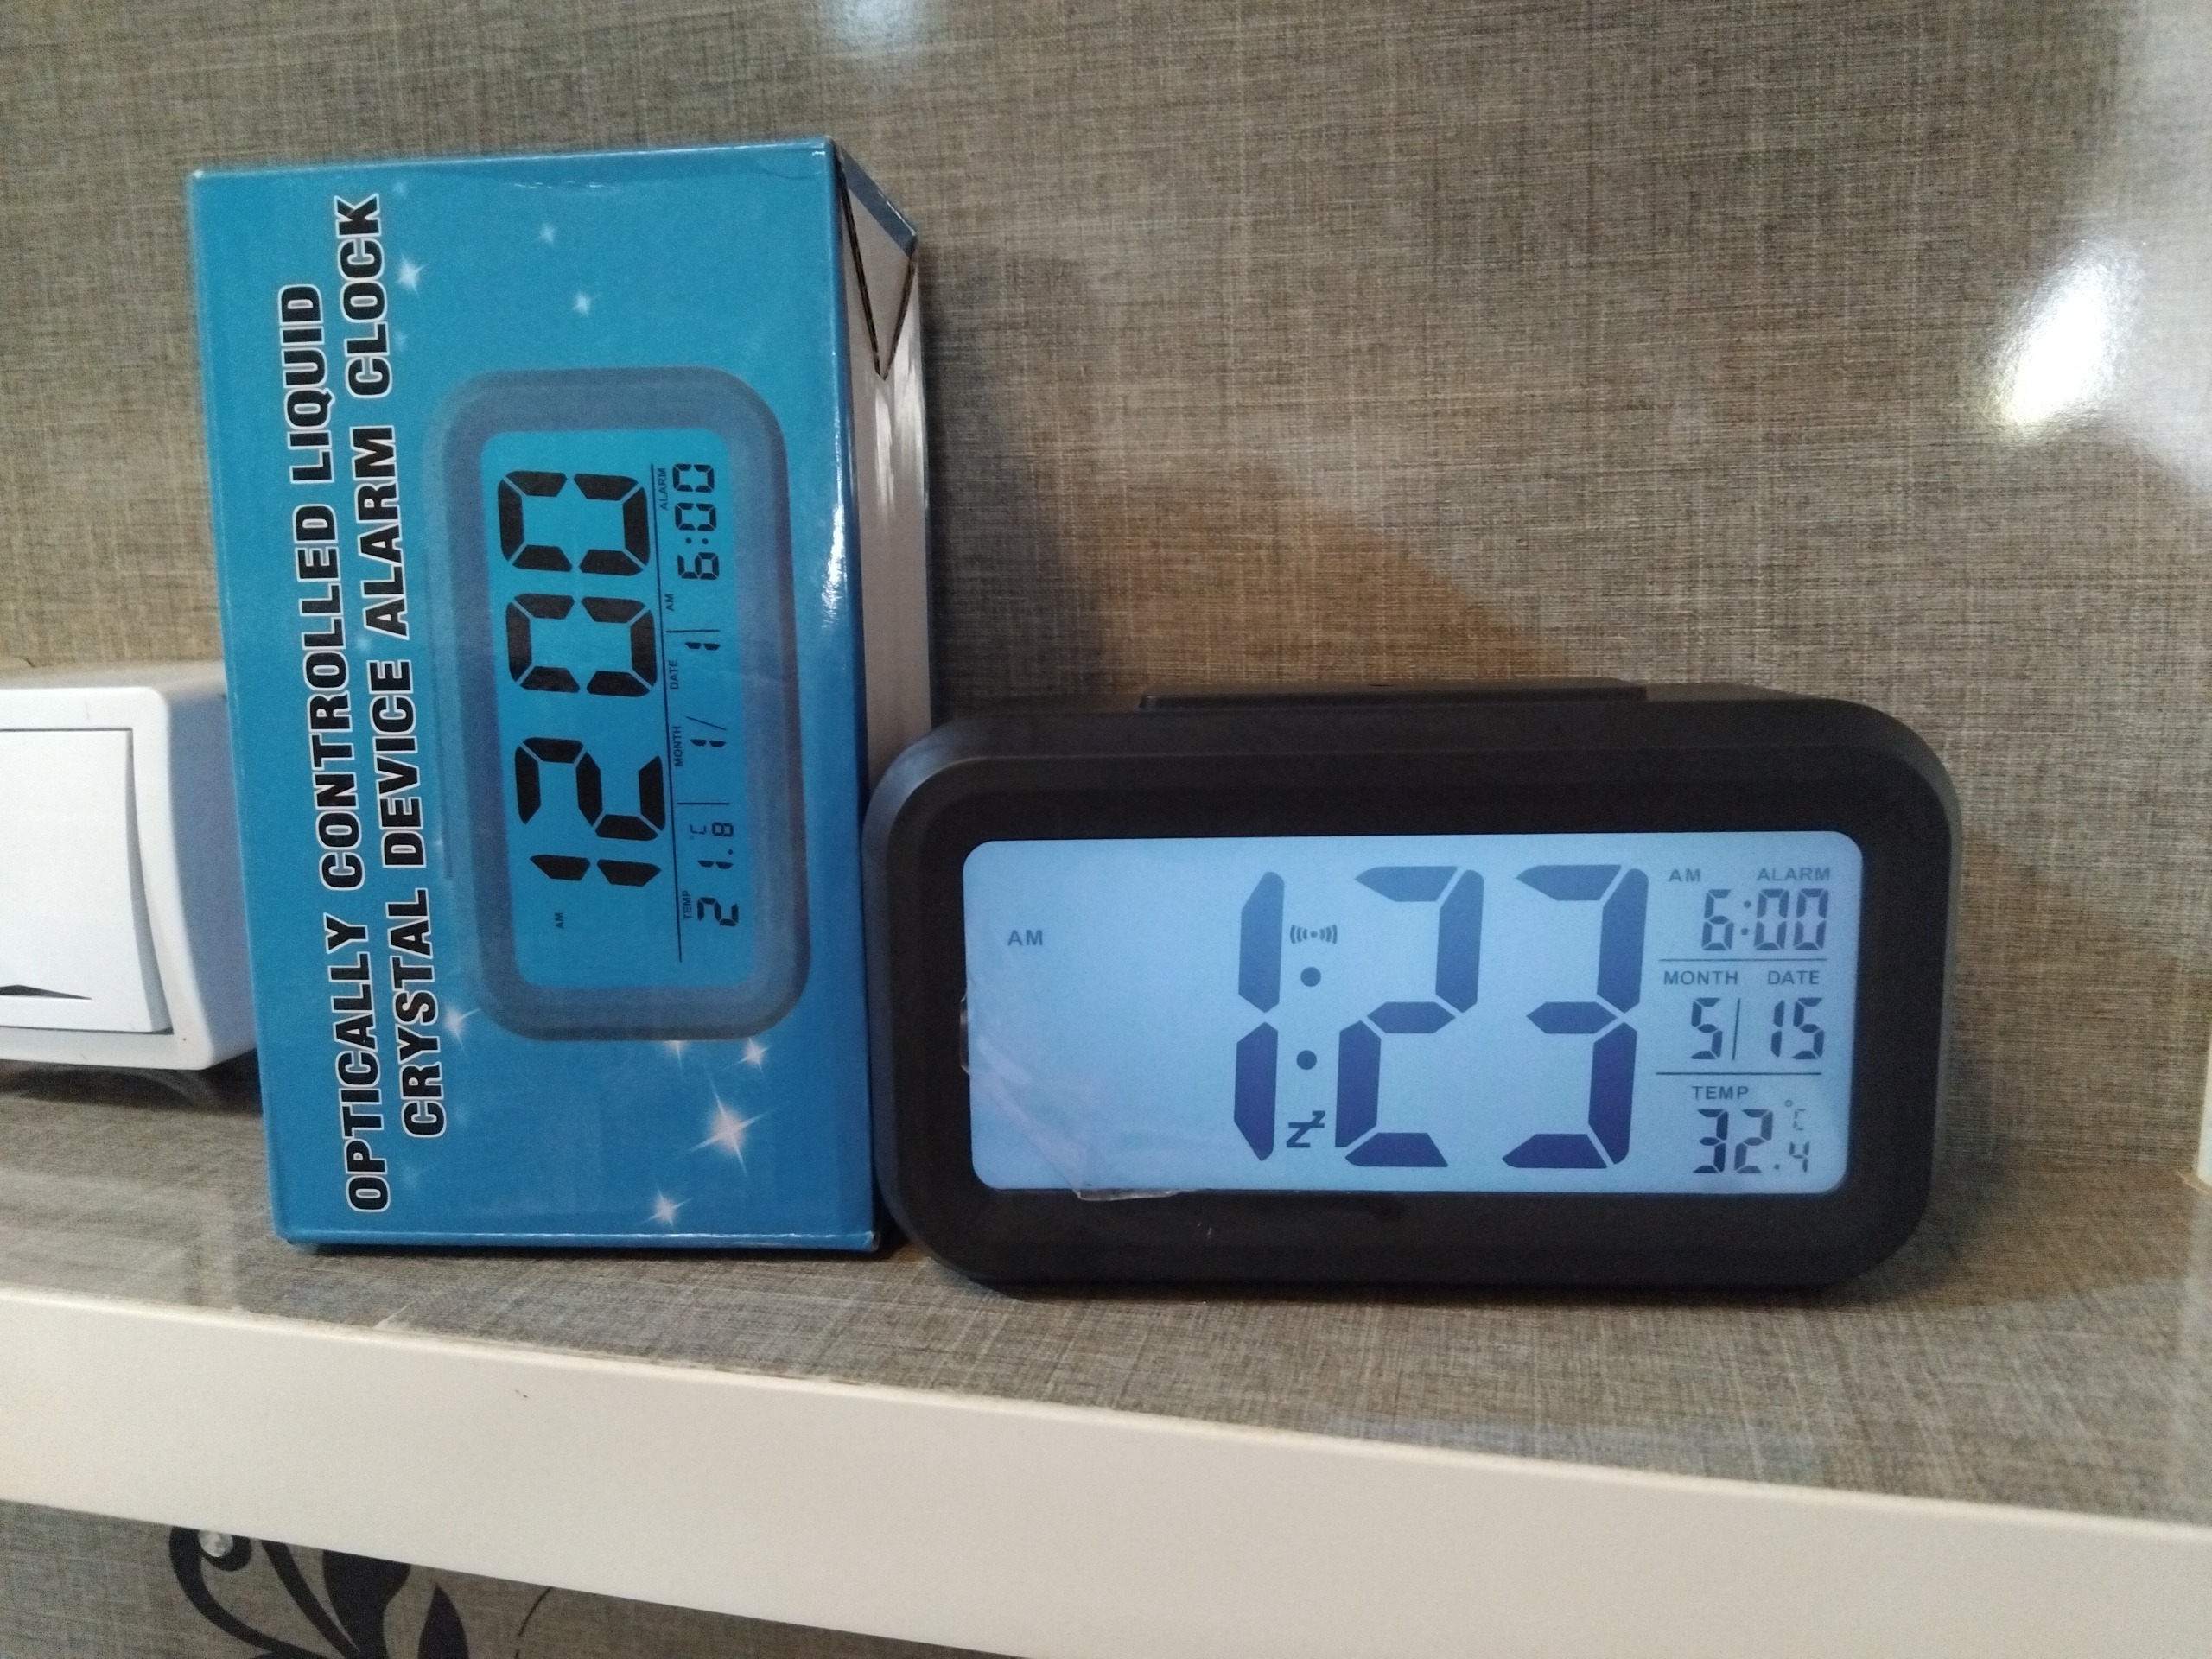 OPTICALLY CONTROLLED LIQUID
CRYSTAL DEVICE ALARM CLOCK
AM 12 00
TEMP MONTH DATE AM ALARM
21.8 °C 1/ 1 6:00
AM 1:23
AM ALARM
6:00
MONTH DATE
5 15
TEMP
32.4 °C